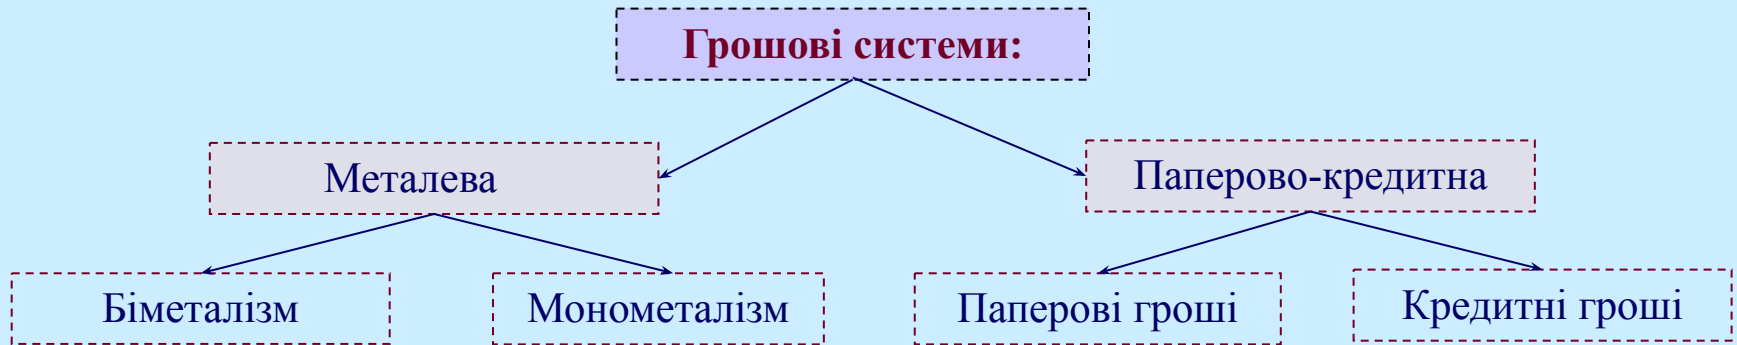 Грошові системи:
Металева
Паперово-кредитна
Біметалізм
Монометалізм
Паперові гроші
Кредитні гроші